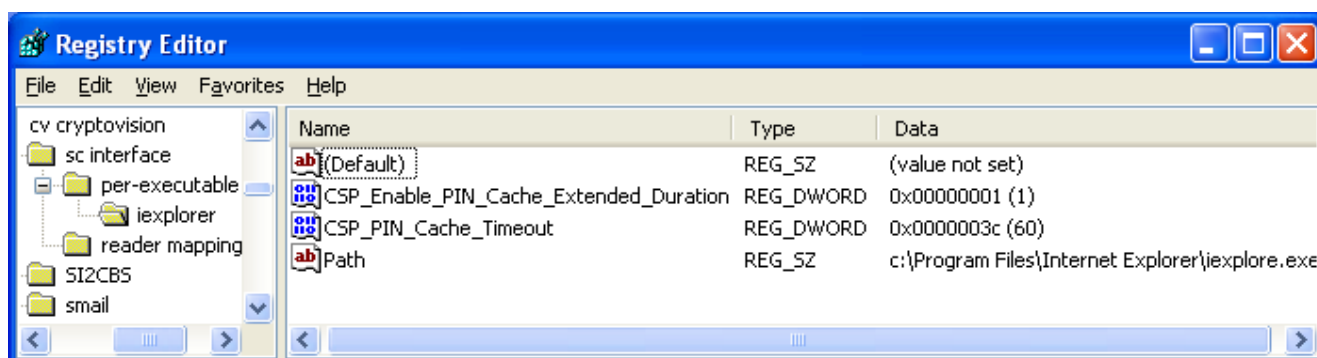 Registry Editor
File Edit View Favorites Help
cv cryptovision
sc interface
per-executable
iexplorer
reader mapping
SI2CBS
smail
Name Type Data
(Default) REG_SZ (value not set)
CSP_Enable_PIN_Cache_Extended_Duration REG_DWORD 0x00000001 (1)
CSP_PIN_Cache_Timeout REG_DWORD 0x0000003c (60)
Path REG_SZ c:\Program Files\Internet Explorer\iexplore.exe